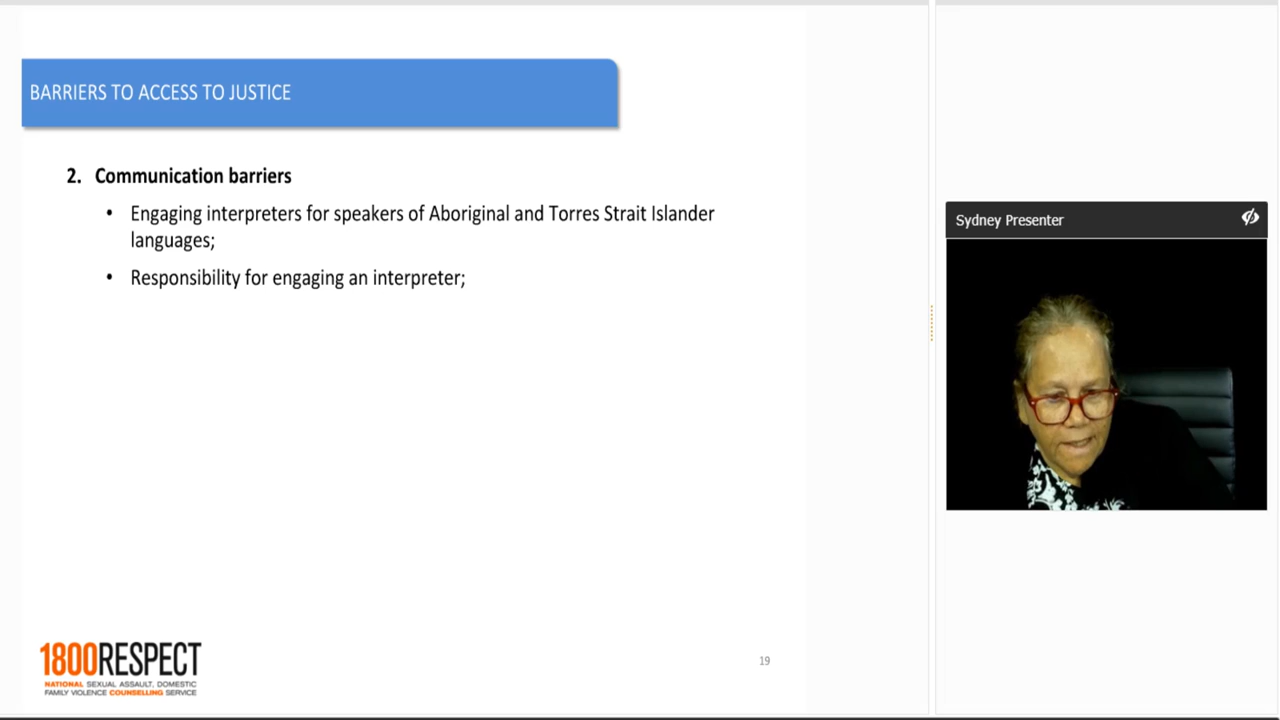 BARRIERS TO ACCESS TO JUSTICE
2. Communication barriers
• Engaging interpreters for speakers of Aboriginal and Torres Strait Islander
languages;
• Responsibility for engaging an interpreter;
Sydney Presenter
1800RESPECT
NATIONAL SEXUAL ASSAULT, DOMESTIC
FAMILY VIOLENCE COUNSELLING SERVICE
19